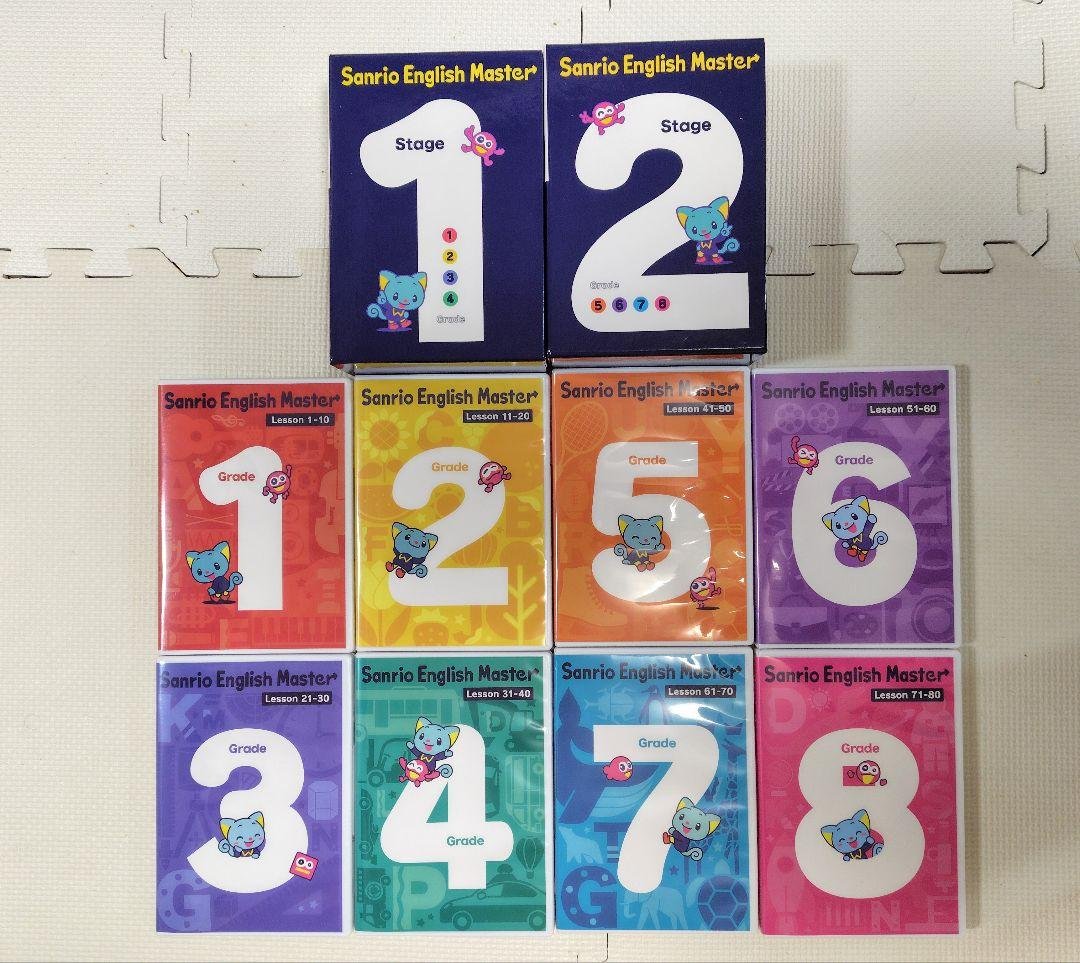 Sanrio English Master
Stage
1
1
2
3
4
Grade
Sanrio English Master
Stage
2
Grade
5 6 7 8
Sanrio English Master
Lesson 1-10
Grade
1
Sanrio English Master
Lesson 11-20
Grade
2
Sanrio English Master
Lesson 41-50
Grade
5
Sanrio English Master
Lesson 51-60
Grade
6
Sanrio English Master
Lesson 21-30
Grade
3
Sanrio English Master
Lesson 31-40
4
Grade
Sanrio English Master
Lesson 61-70
Grade
7
Sanrio English Master
Lesson 71-80
Grade
8